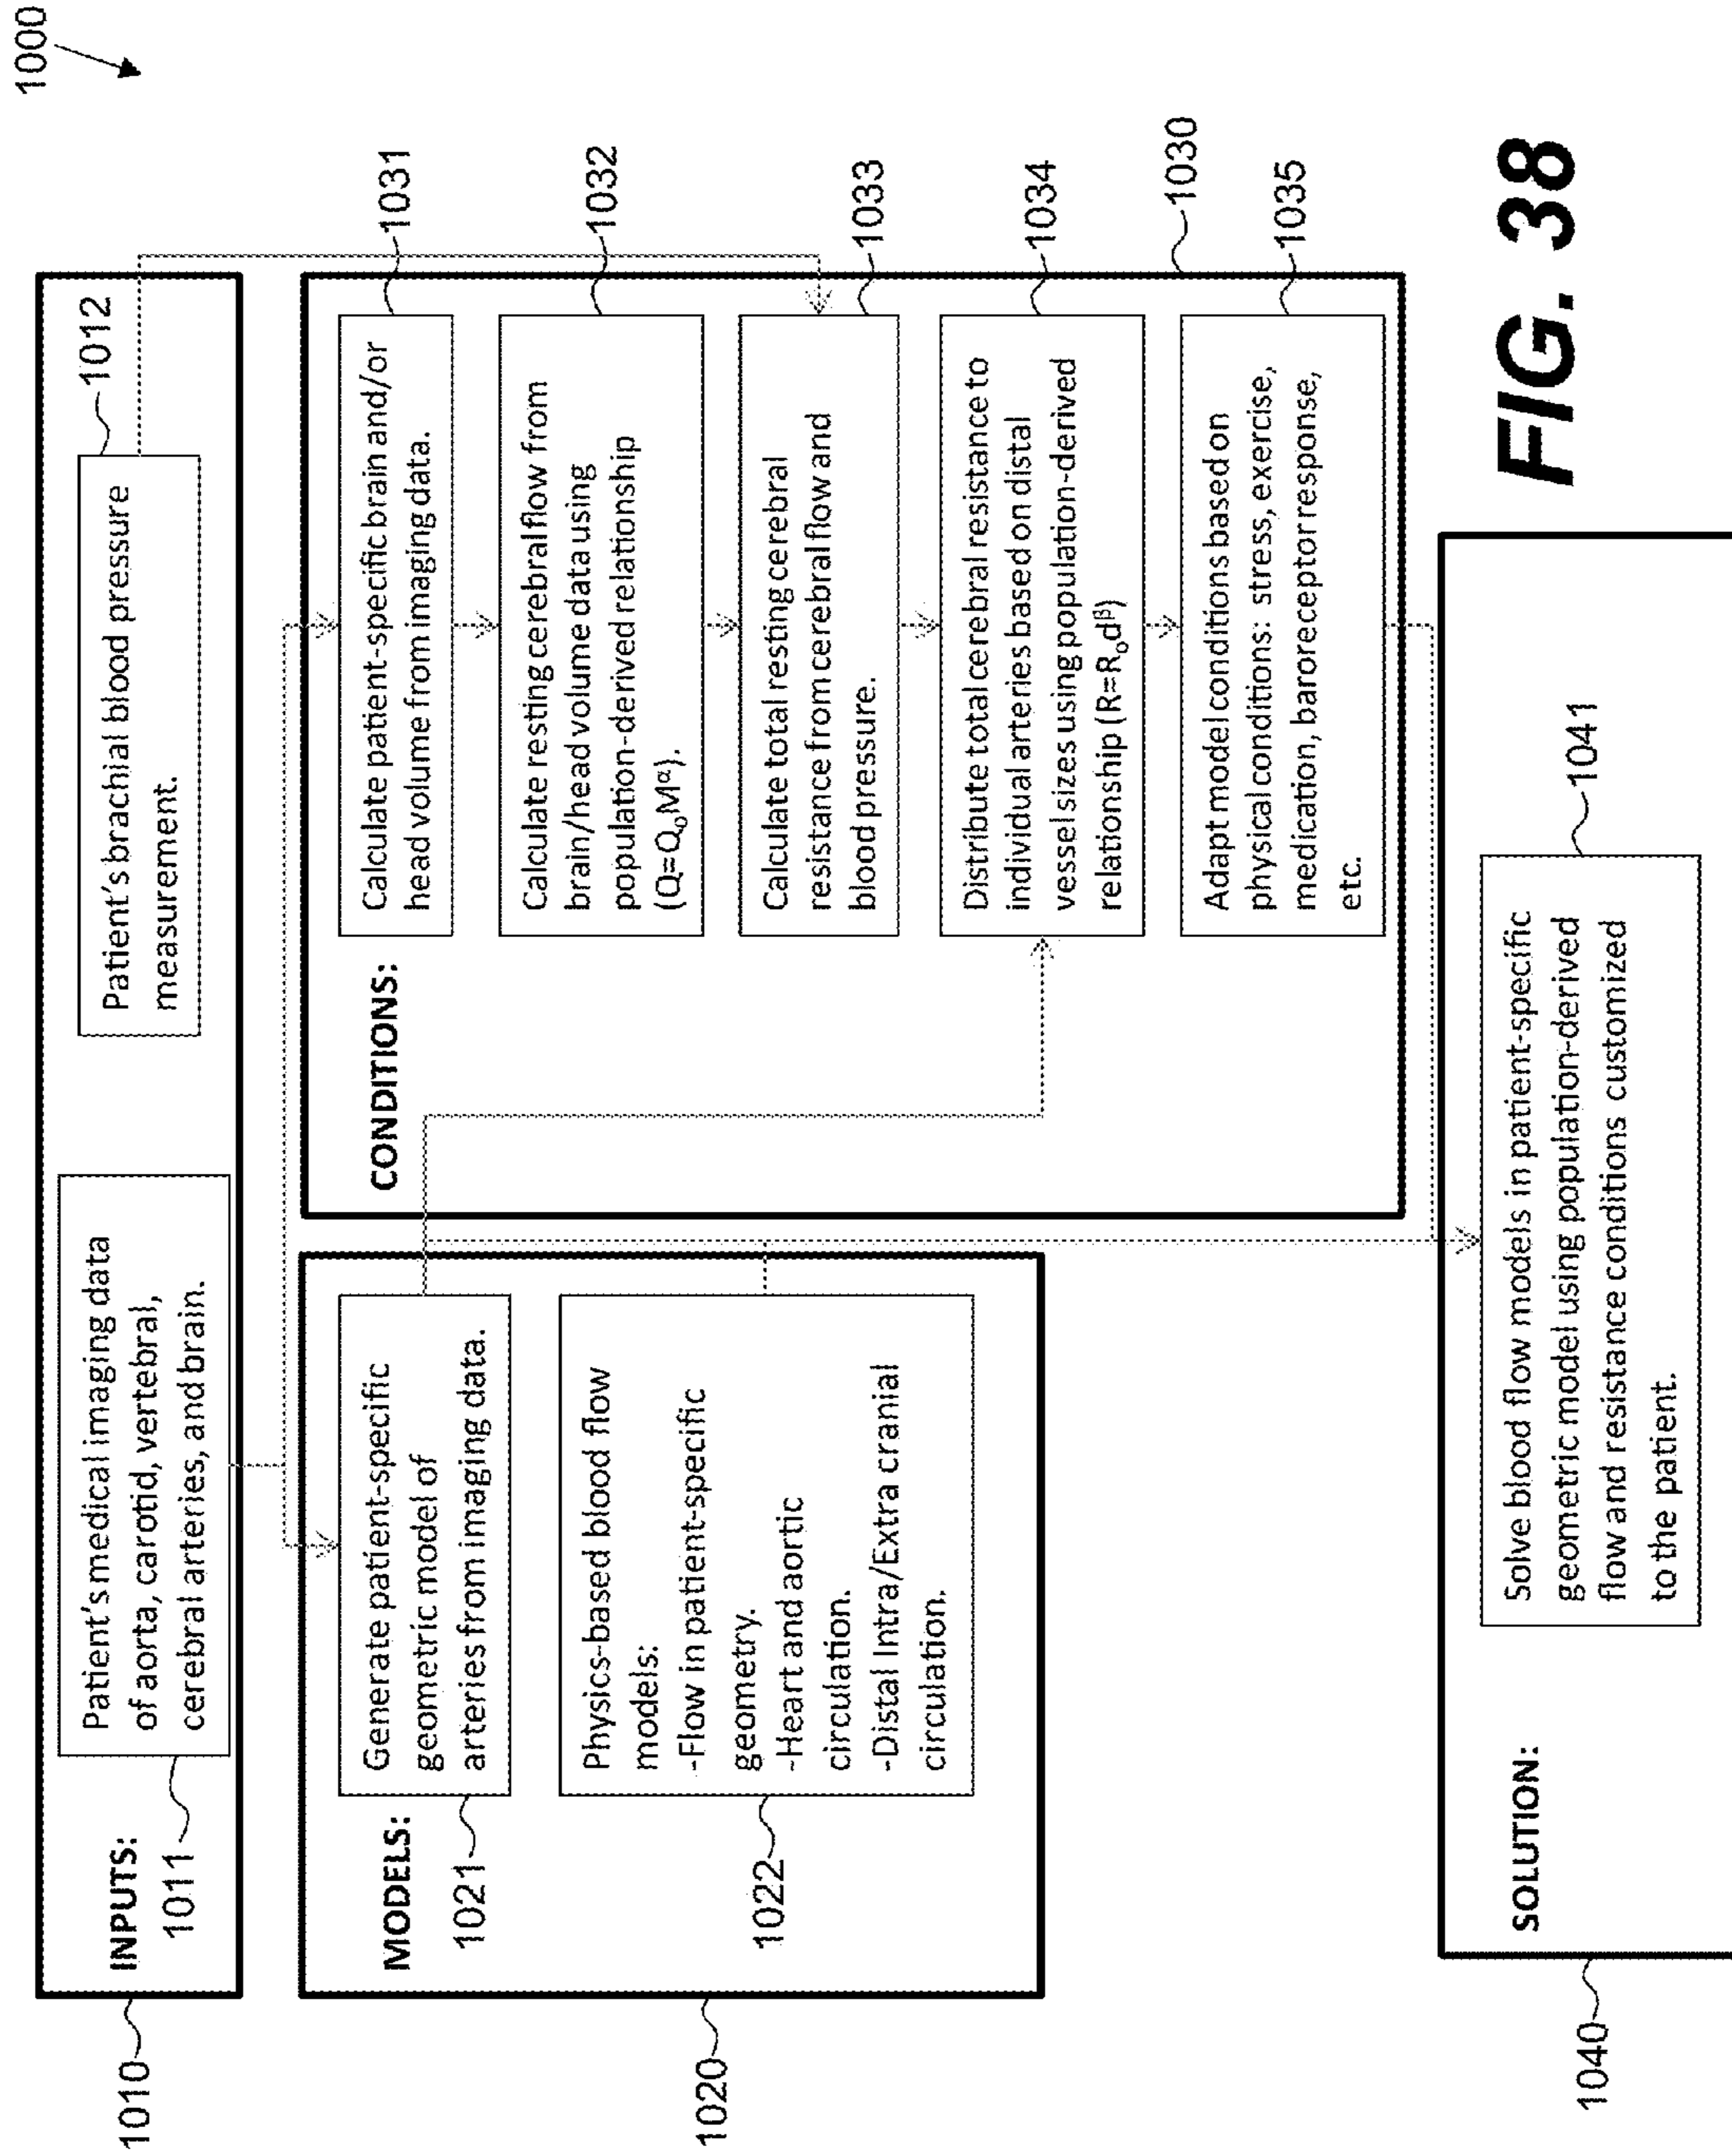 1000
1010
INPUTS:
1011
Patient's medical imaging data
of aorta, carotid, vertebral,
cerebral arteries, and brain.
1012
Patient's brachial blood pressure
measurement.
1020
MODELS:
1021
Generate patient-specific
geometric model of
arteries from imaging data.
1022
Physics-based blood flow
models:
-Flow in patient-specific
geometry.
-Heart and aortic
circulation.
-Distal Intra/Extra cranial
circulation.
CONDITIONS:
Calculate patient-specific brain and/or
head volume from imaging data.
1031
Calculate resting cerebral flow from
brain/head volume data using
population-derived relationship
(Q=QₒMᵅ).
1032
Calculate total resting cerebral
resistance from cerebral flow and
blood pressure.
1033
Distribute total cerebral resistance to
individual arteries based on distal
vessel sizes using population-derived
relationship (R=Rₒdᵝ)
1034
1030
Adapt model conditions based on
physical conditions: stress, exercise,
medication, baroreceptor response,
etc.
1035
1040
SOLUTION:
1041
Solve blood flow models in patient-specific
geometric model using population-derived
flow and resistance conditions customized
to the patient.
FIG. 38